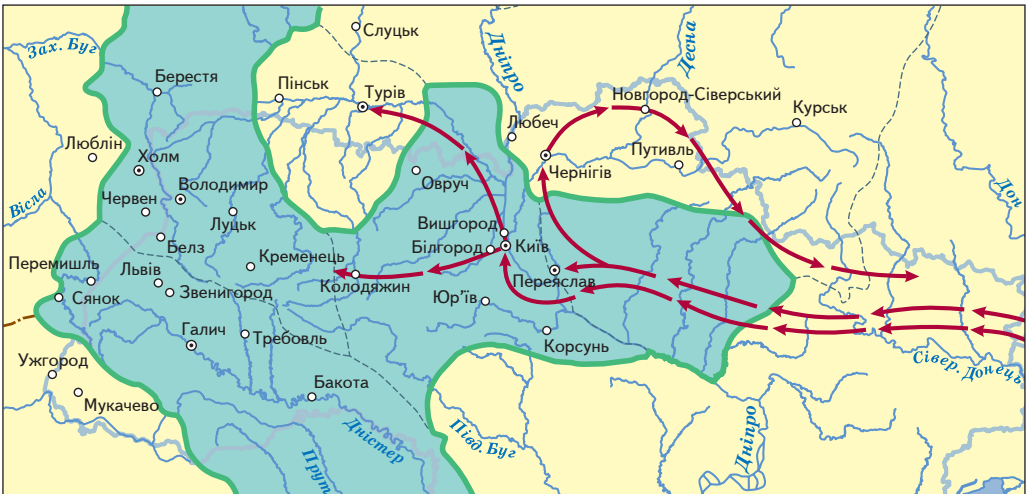 Зах. Буг
Слуцьк
Дніпро
Десна
Берестя
Пінськ
Турів
Новгород-Сіверський
Курськ
Любеч
Люблін
Холм
Чернігів
Путивль
Дон
Вісла
Володимир
Овруч
Червен
Луцьк
Вишгород
Белз
Білгород
Київ
Перемишль
Львів
Кременець
Колодяжин
Переяслав
Сянок
Звенигород
Юр'їв
Галич
Требовль
Корсунь
Сівер. Донець
Ужгород
Бакота
Мукачево
Дністер
Півд. Буг
Дніпро
Прут